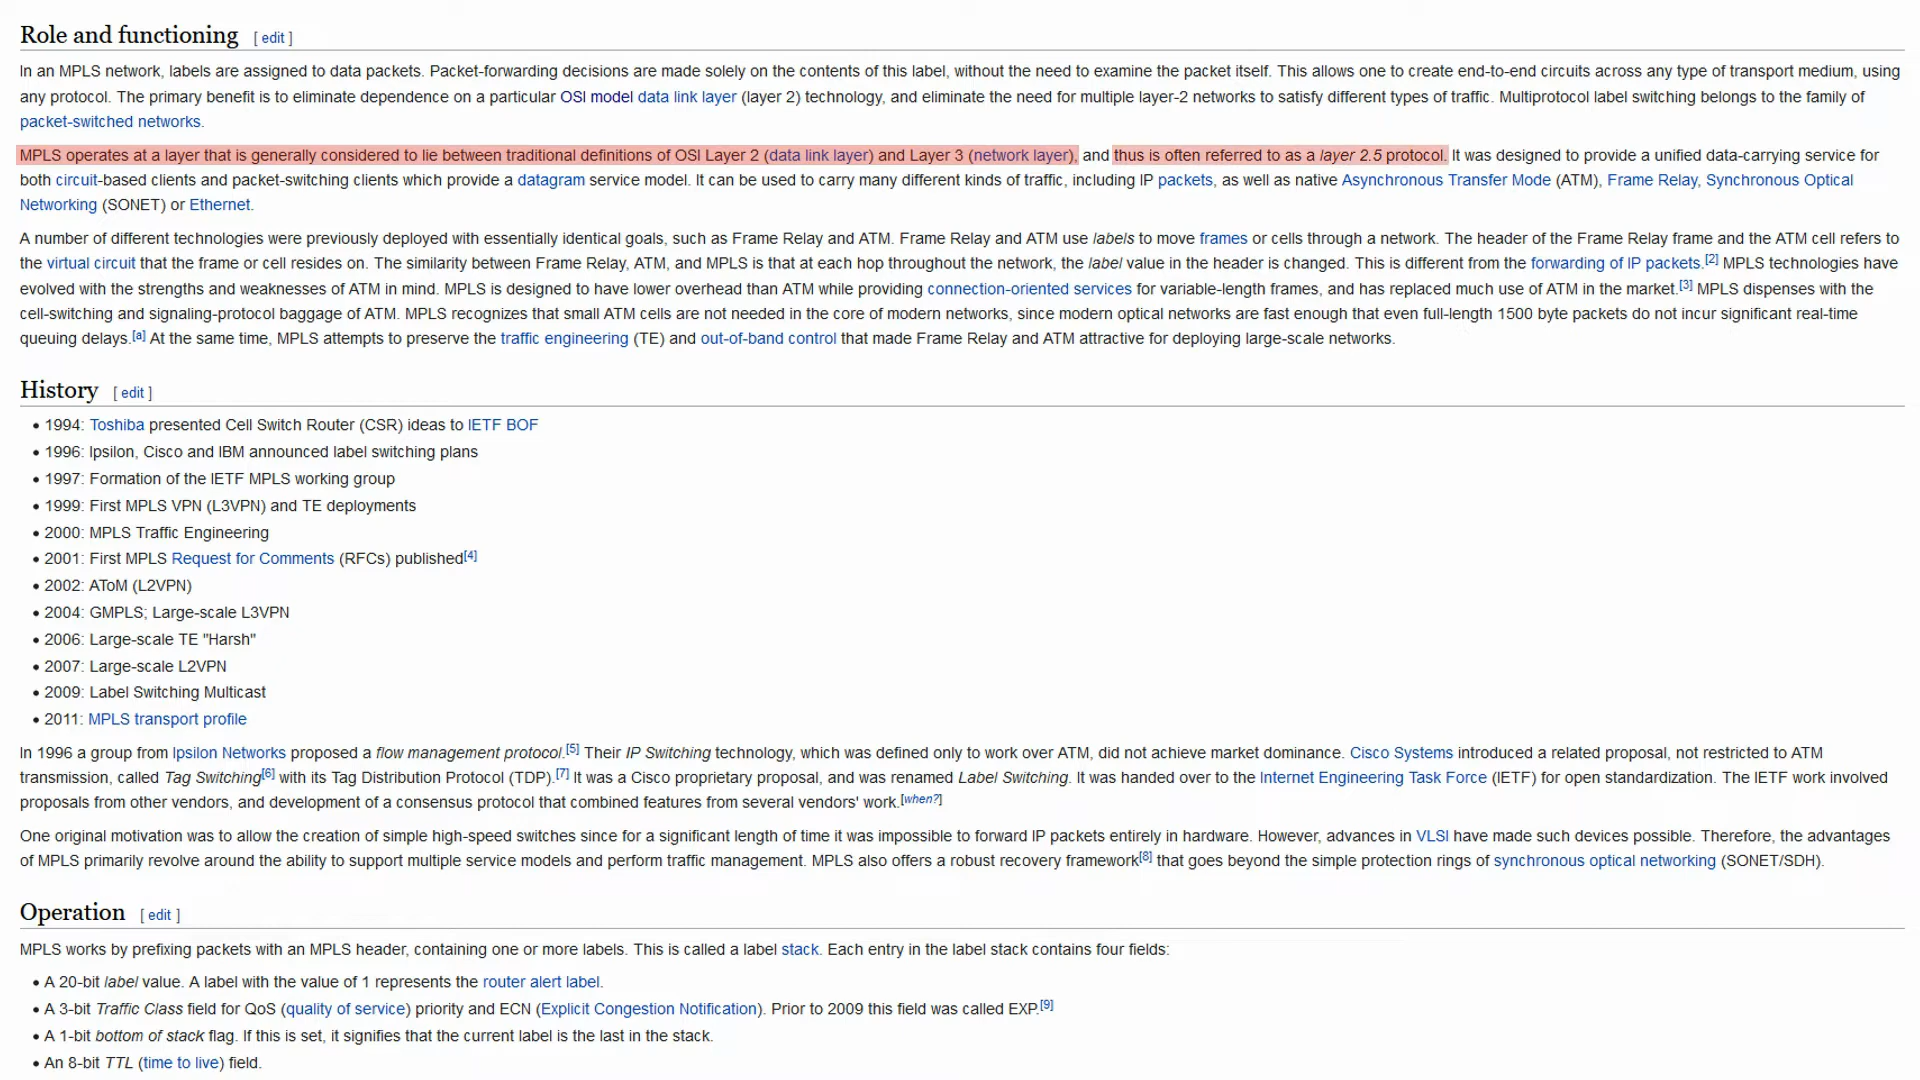 Role and functioning [ edit ]
In an MPLS network, labels are assigned to data packets. Packet-forwarding decisions are made solely on the contents of this label, without the need to examine the packet itself. This allows one to create end-to-end circuits across any type of transport medium, using
any protocol. The primary benefit is to eliminate dependence on a particular OSI model data link layer (layer 2) technology, and eliminate the need for multiple layer-2 networks to satisfy different types of traffic. Multiprotocol label switching belongs to the family of
packet-switched networks.
MPLS operates at a layer that is generally considered to lie between traditional definitions of OSI Layer 2 (data link layer) and Layer 3 (network layer), and thus is often referred to as a layer 2.5 protocol. It was designed to provide a unified data-carrying service for
both circuit-based clients and packet-switching clients which provide a datagram service model. It can be used to carry many different kinds of traffic, including IP packets, as well as native Asynchronous Transfer Mode (ATM), Frame Relay, Synchronous Optical
Networking (SONET) or Ethernet.
A number of different technologies were previously deployed with essentially identical goals, such as Frame Relay and ATM. Frame Relay and ATM use labels to move frames or cells through a network. The header of the Frame Relay frame and the ATM cell refers to
the virtual circuit that the frame or cell resides on. The similarity between Frame Relay, ATM, and MPLS is that at each hop throughout the network, the label value in the header is changed. This is different from the forwarding of IP packets.[2] MPLS technologies have
evolved with the strengths and weaknesses of ATM in mind. MPLS is designed to have lower overhead than ATM while providing connection-oriented services for variable-length frames, and has replaced much use of ATM in the market.[3] MPLS dispenses with the
cell-switching and signaling-protocol baggage of ATM. MPLS recognizes that small ATM cells are not needed in the core of modern networks, since modern optical networks are fast enough that even full-length 1500 byte packets do not incur significant real-time
queuing delays.[a] At the same time, MPLS attempts to preserve the traffic engineering (TE) and out-of-band control that made Frame Relay and ATM attractive for deploying large-scale networks.
History [ edit ]
• 1994: Toshiba presented Cell Switch Router (CSR) ideas to IETF BOF
• 1996: Ipsilon, Cisco and IBM announced label switching plans
• 1997: Formation of the IETF MPLS working group
• 1999: First MPLS VPN (L3VPN) and TE deployments
• 2000: MPLS Traffic Engineering
• 2001: First MPLS Request for Comments (RFCs) published[4]
• 2002: AToM (L2VPN)
• 2004: GMPLS; Large-scale L3VPN
• 2006: Large-scale TE "Harsh"
• 2007: Large-scale L2VPN
• 2009: Label Switching Multicast
• 2011: MPLS transport profile
In 1996 a group from Ipsilon Networks proposed a flow management protocol.[5] Their IP Switching technology, which was defined only to work over ATM, did not achieve market dominance. Cisco Systems introduced a related proposal, not restricted to ATM
transmission, called Tag Switching[6] with its Tag Distribution Protocol (TDP).[7] It was a Cisco proprietary proposal, and was renamed Label Switching. It was handed over to the Internet Engineering Task Force (IETF) for open standardization. The IETF work involved
proposals from other vendors, and development of a consensus protocol that combined features from several vendors' work.[when?]
One original motivation was to allow the creation of simple high-speed switches since for a significant length of time it was impossible to forward IP packets entirely in hardware. However, advances in VLSI have made such devices possible. Therefore, the advantages
of MPLS primarily revolve around the ability to support multiple service models and perform traffic management. MPLS also offers a robust recovery framework[8] that goes beyond the simple protection rings of synchronous optical networking (SONET/SDH).
Operation [ edit ]
MPLS works by prefixing packets with an MPLS header, containing one or more labels. This is called a label stack. Each entry in the label stack contains four fields:
• A 20-bit label value. A label with the value of 1 represents the router alert label.
• A 3-bit Traffic Class field for QoS (quality of service) priority and ECN (Explicit Congestion Notification). Prior to 2009 this field was called EXP.[9]
• A 1-bit bottom of stack flag. If this is set, it signifies that the current label is the last in the stack.
• An 8-bit TTL (time to live) field.